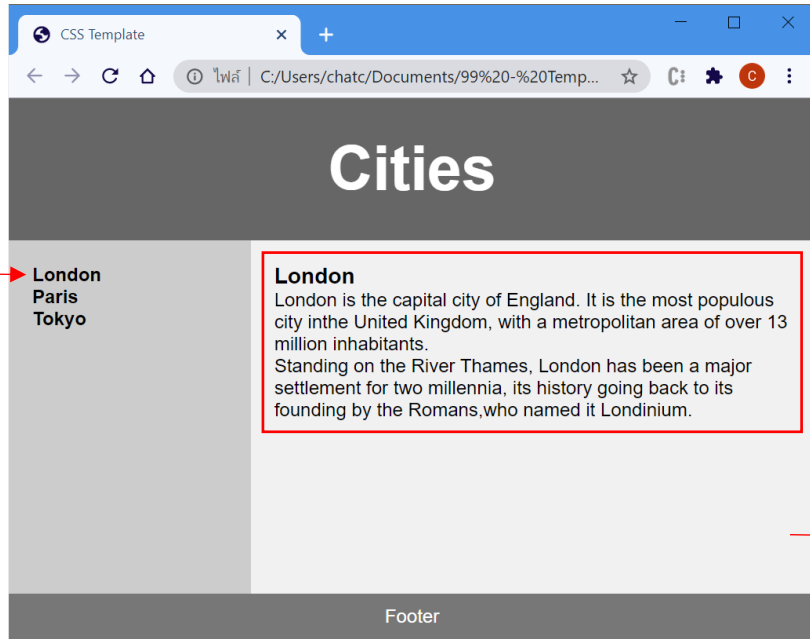 CSS Template
ไฟล์ C:/Users/chatc/Documents/99%20-%20Temp... C
Cities
London
Paris
Tokyo
London
London is the capital city of England. It is the most populous
city inthe United Kingdom, with a metropolitan area of over 13
million inhabitants.
Standing on the River Thames, London has been a major
settlement for two millennia, its history going back to its
founding by the Romans,who named it Londinium.
Footer